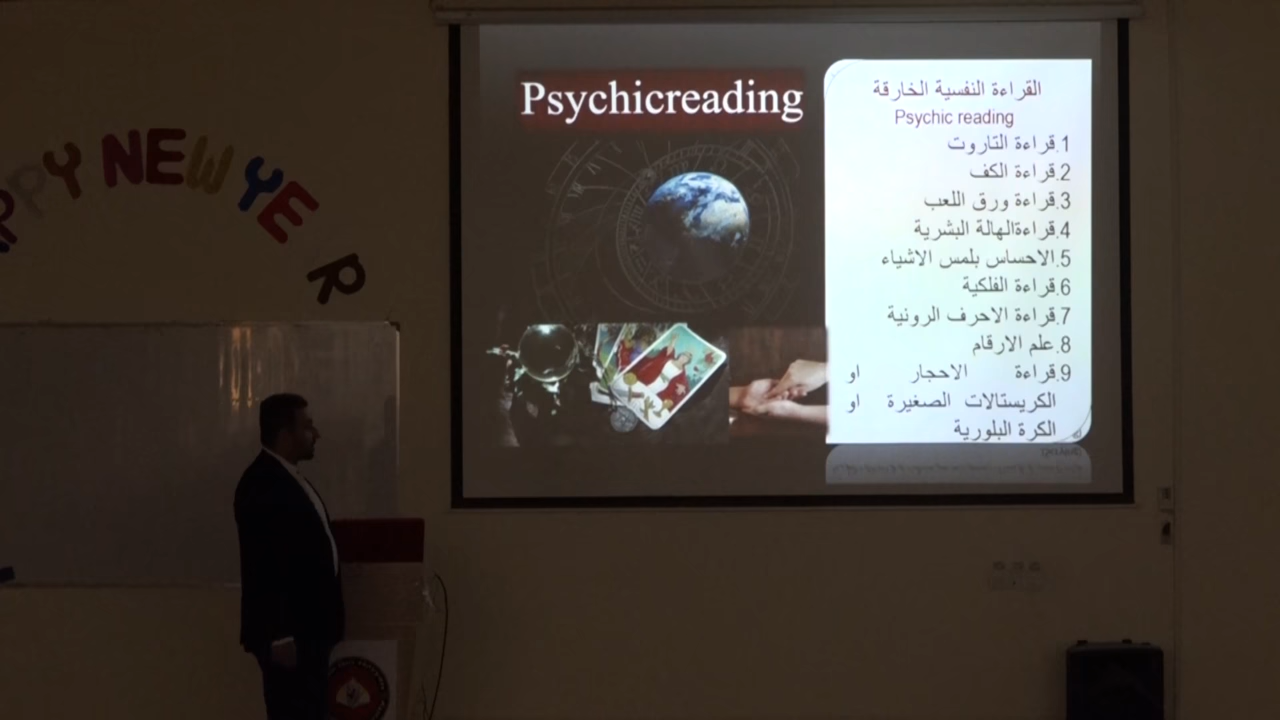 PPY NEW YE R
Psychicreading
القراءة النفسية الخارقة
Psychic reading
1.قراءة التاروت
2.قراءة الكف
3.قراءة ورق اللعب
4.قراءةالهالة البشرية
5.الاحساس بلمس الاشياء
6.قراءة الفلكية
7.قراءة الاحرف الرونية
8.علم الارقام
9.قراءة الاحجار او
الكريستالات الصغيرة او
الكرة البلورية